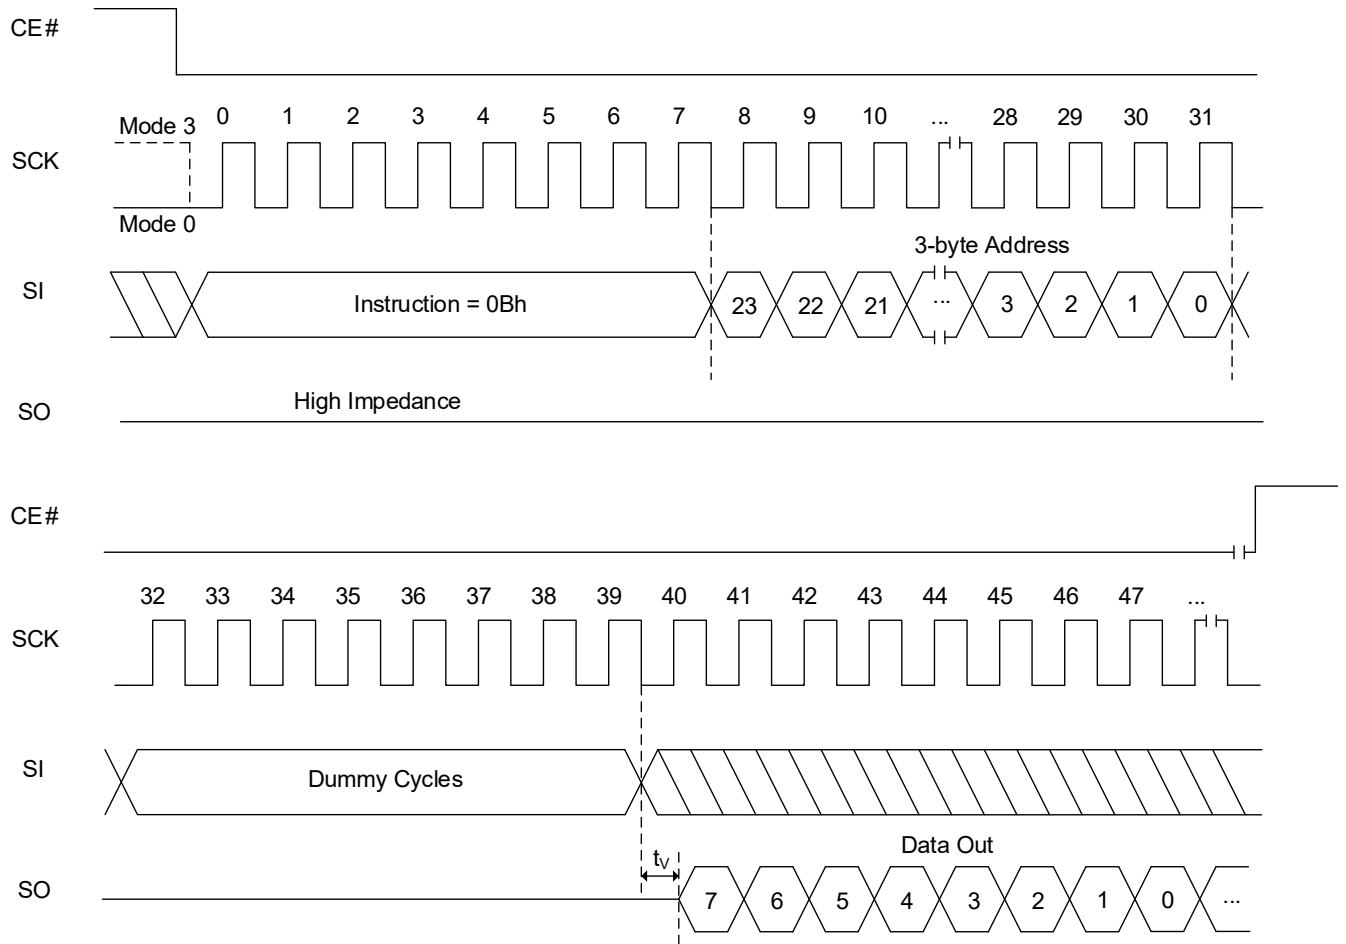 CE#
0 1 2 3 4 5 6 7 8 9 10 ... 28 29 30 31
Mode 3
SCK
Mode 0
3-byte Address
SI
Instruction = 0Bh 23 22 21 ... 3 2 1 0
High Impedance
SO
CE#
32 33 34 35 36 37 38 39 40 41 42 43 44 45 46 47 ...
SCK
SI
Dummy Cycles
Data Out
tV
SO
7 6 5 4 3 2 1 0 ...